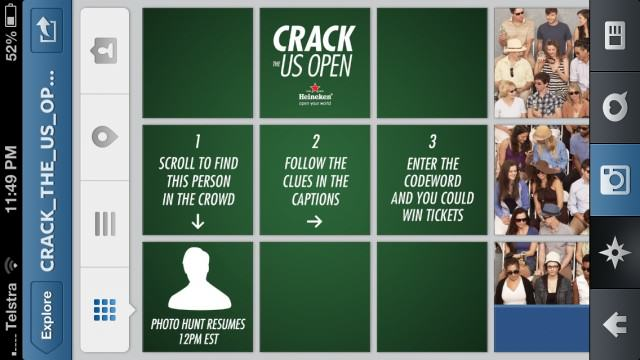 Telstra 11:49 PM 52%
Explore CRACK_THE_US_OP...
CRACK
THE US OPEN
Heineken
open your world
1
SCROLL TO FIND
THIS PERSON
IN THE CROWD
2
FOLLOW THE
CLUES IN THE
CAPTIONS
3
ENTER THE
CODEWORD
AND YOU COULD
WIN TICKETS
PHOTO HUNT RESUMES
12PM EST